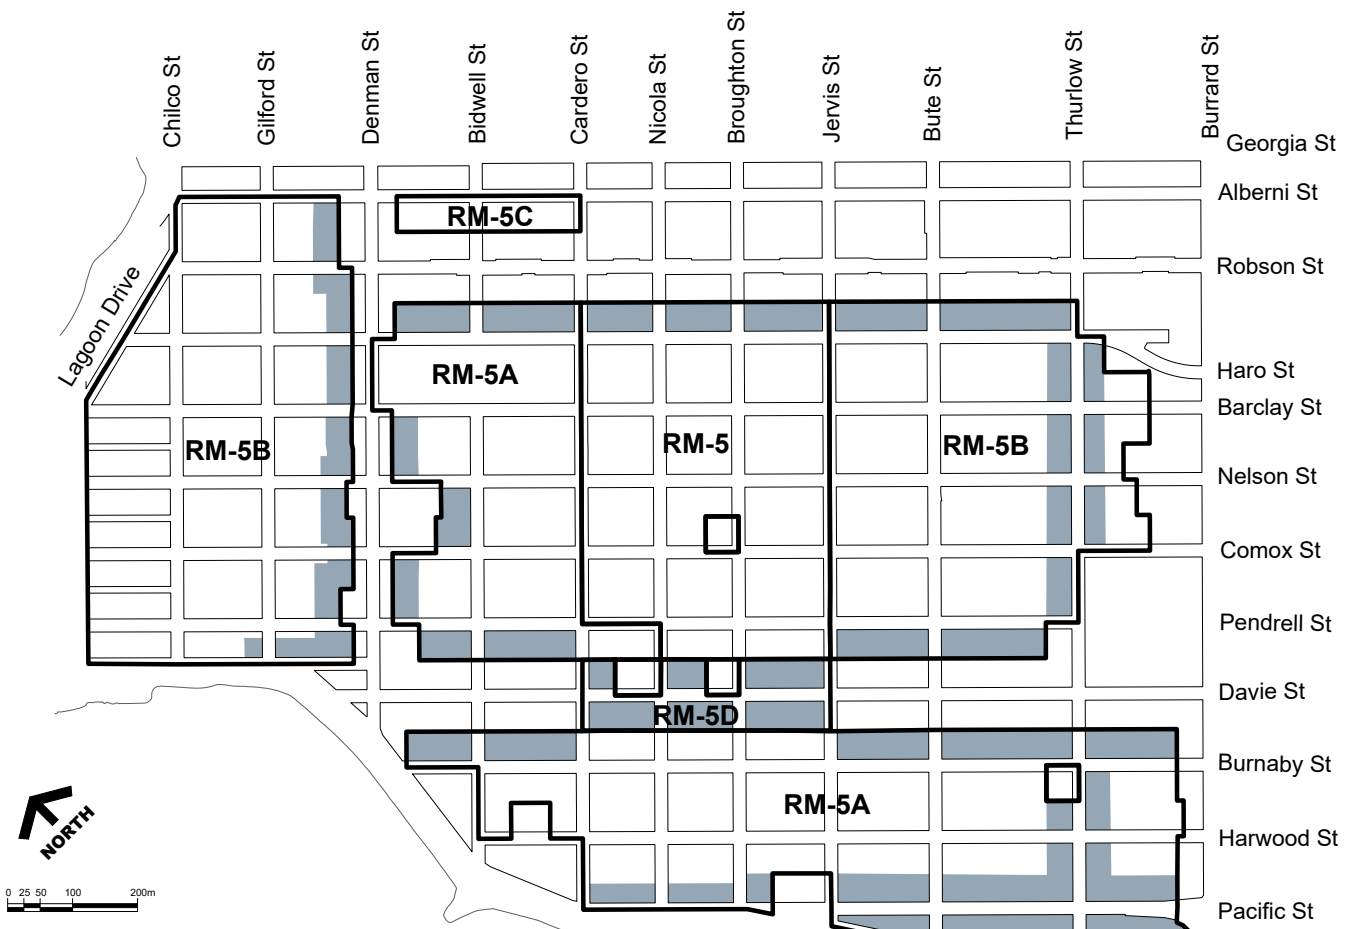 Chilco St
Gilford St
Denman St
Bidwell St
Cardero St
Nicola St
Broughton St
Jervis St
Bute St
Thurlow St
Burrard St
Georgia St
Alberni St
Robson St
Haro St
Barclay St
Nelson St
Comox St
Pendrell St
Davie St
Burnaby St
Harwood St
Pacific St
Lagoon Drive
RM-5C
RM-5A
RM-5B
RM-5
RM-5B
RM-5D
RM-5A
NORTH
0 25 50 100 200m